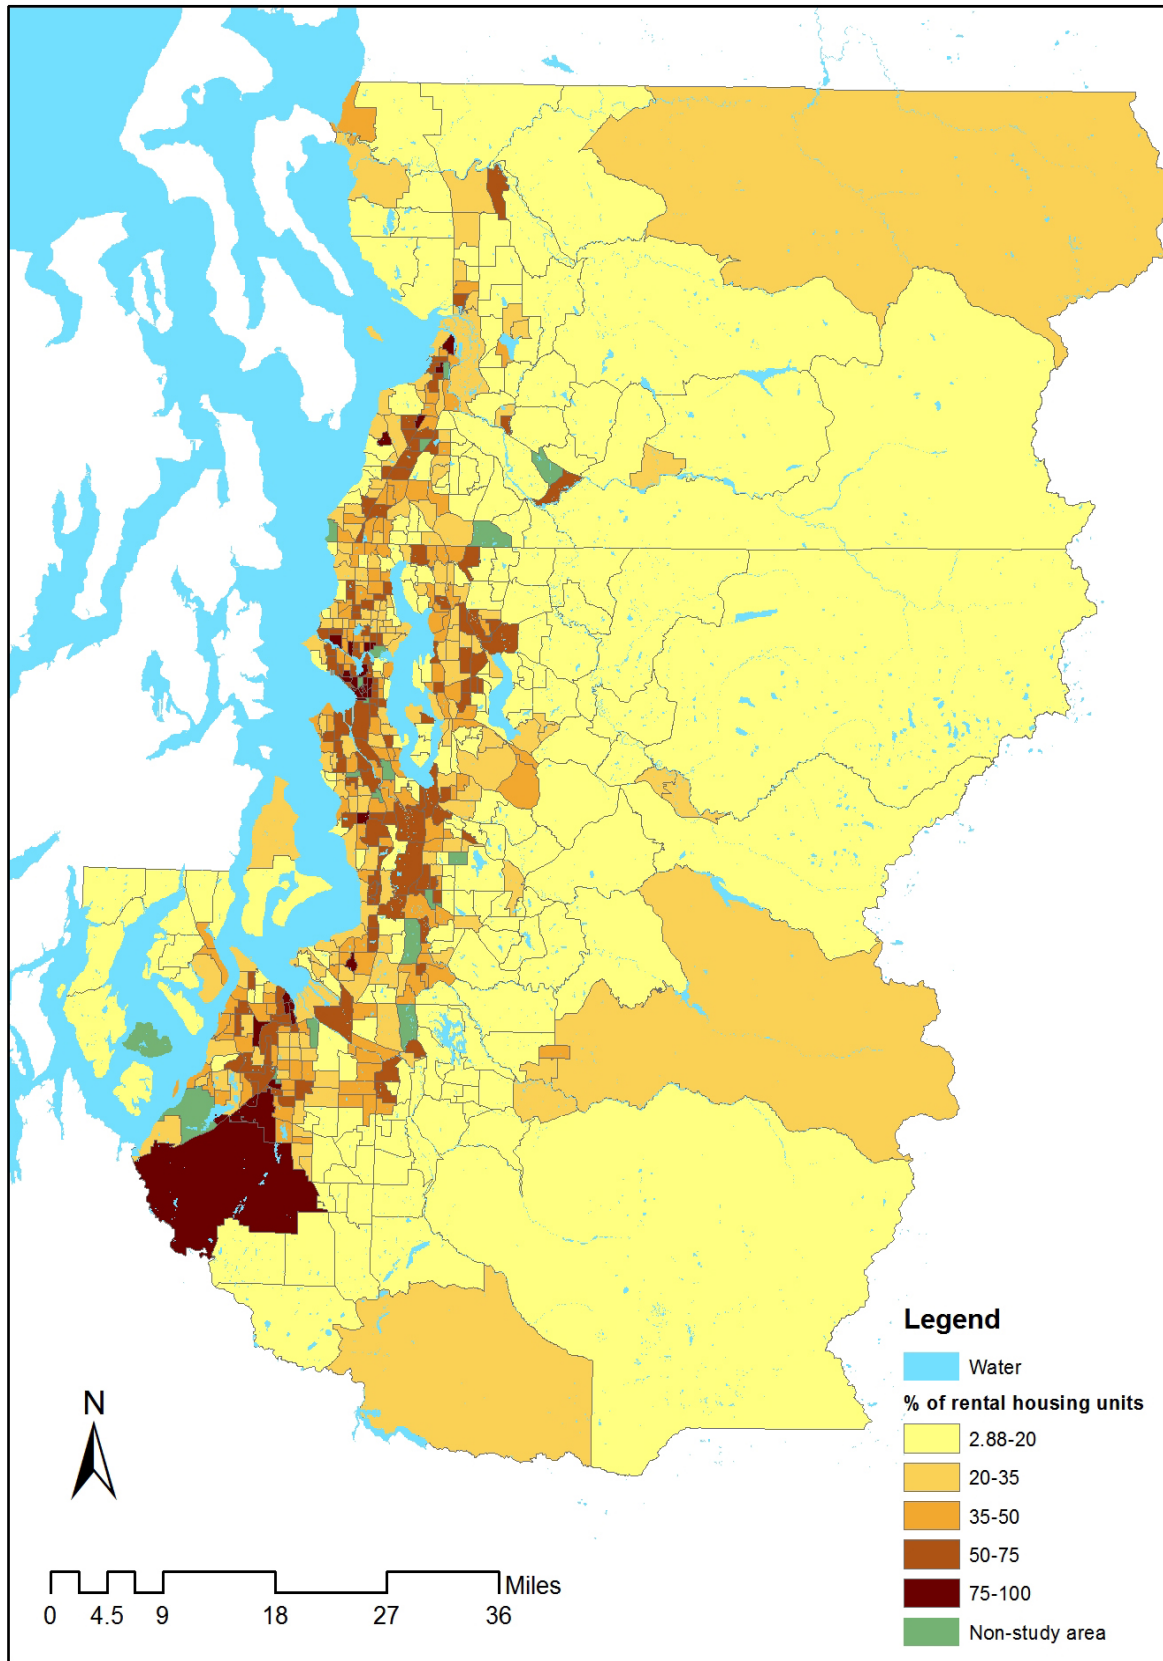 Legend
Water
% of rental housing units
2.88-20
20-35
35-50
50-75
75-100
Non-study area
N
Miles
0 4.5 9 18 27 36